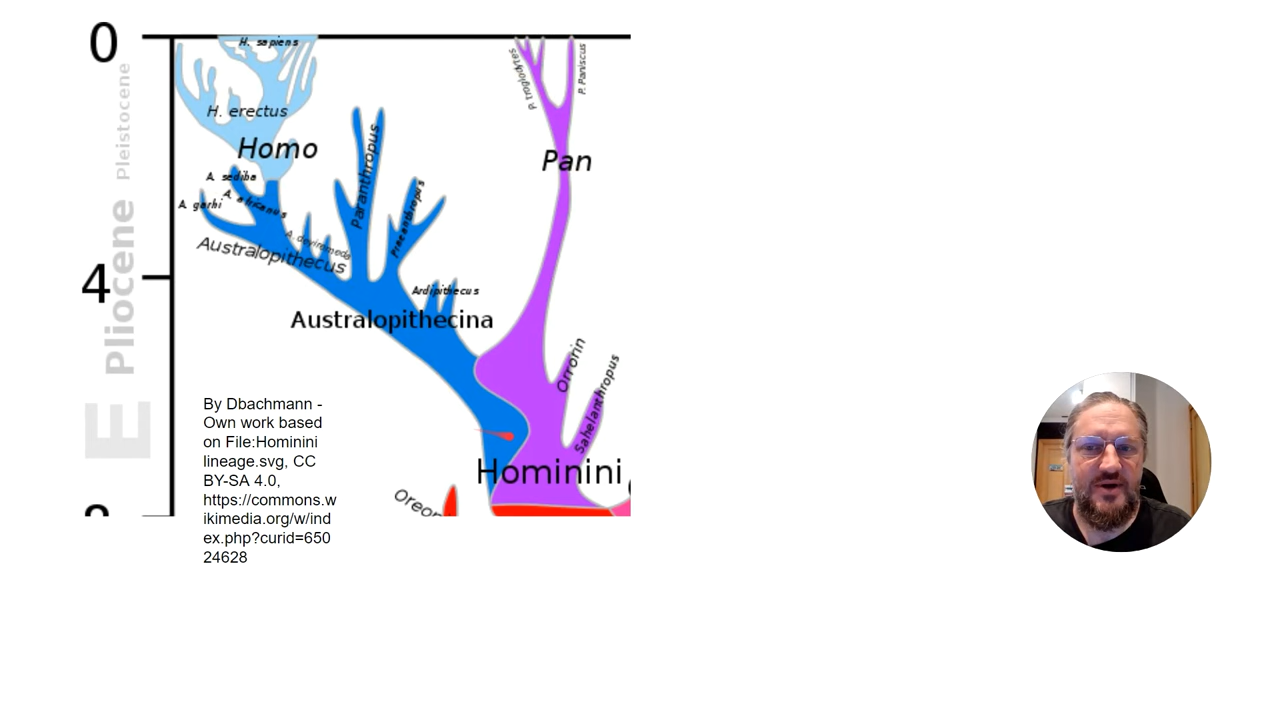 0
Pleistocene
H. sapiens
H. erectus
Homo
A. sediba
A. africanus
A. garhi
A. deyiremeda
Australopithecus
Paranthropus
Ardipithecus
P. troglodytes
P. Paniscus
Pan
Pliocene
4
Australopithecina
Orrorin
Sahelanthropus
Hominini
By Dbachmann -
Own work based
on File:Hominini
lineage.svg, CC
BY-SA 4.0,
https://commons.w
ikimedia.org/w/ind
ex.php?curid=650
24628